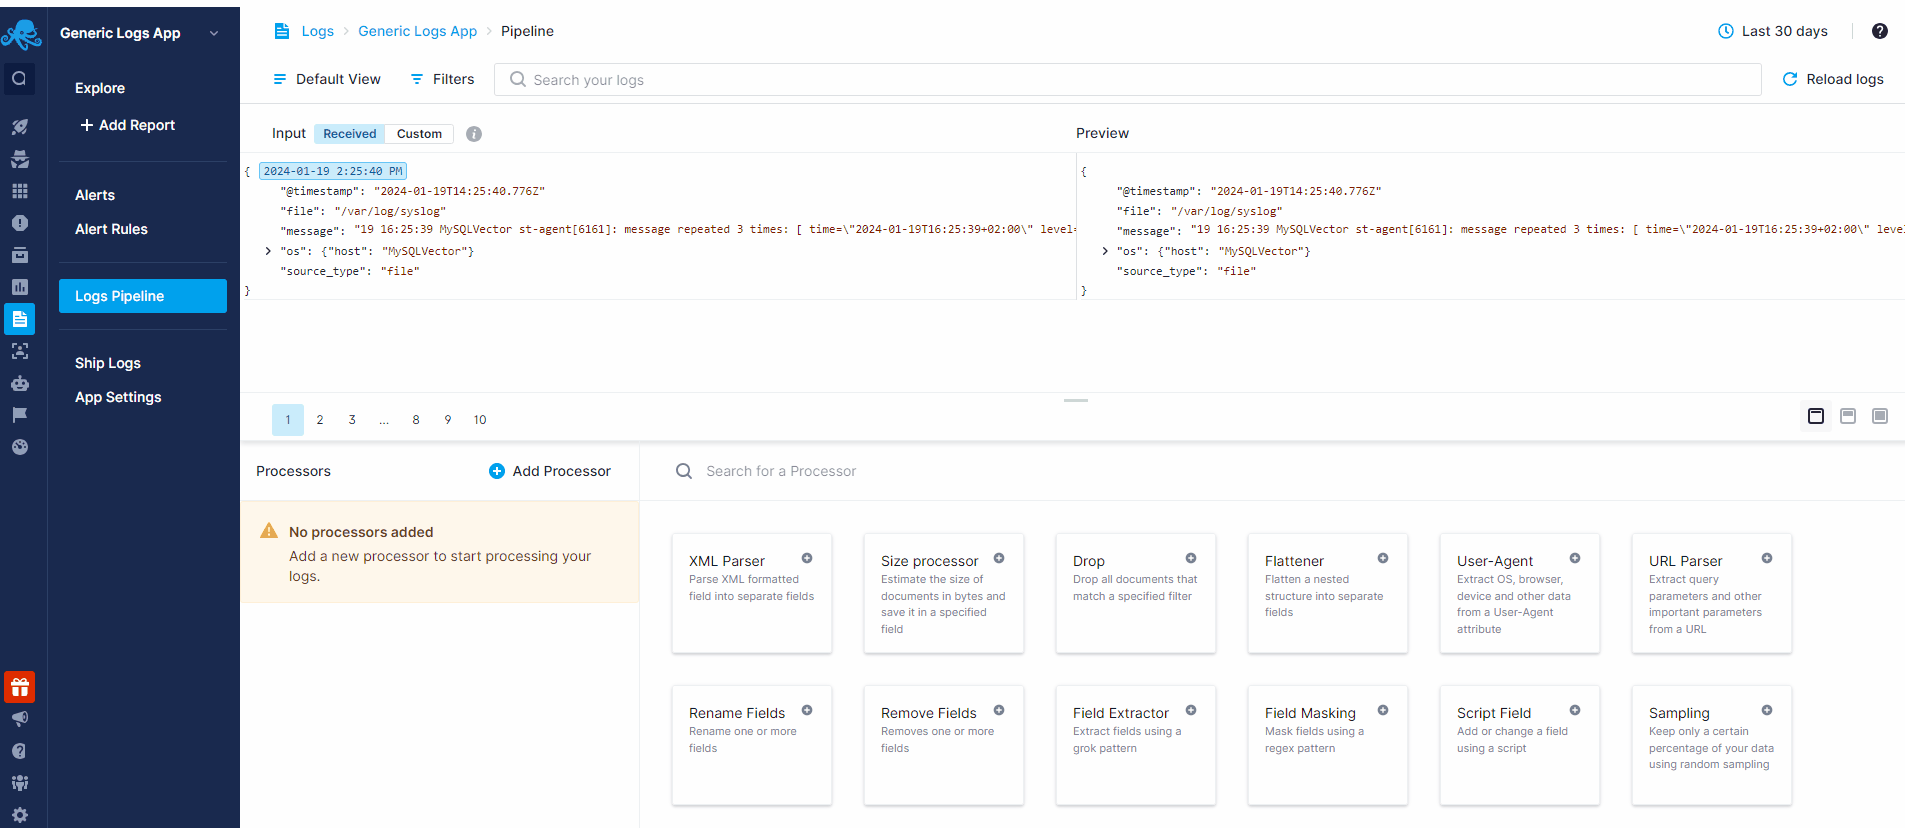 Generic Logs App
Explore
+ Add Report
Alerts
Alert Rules
Logs Pipeline
Ship Logs
App Settings
Logs > Generic Logs App > Pipeline
Last 30 days
Default View
Filters
Search your logs
Reload logs
Input
Received
Custom
Preview
{ 2024-01-19 2:25:40 PM
"@timestamp": "2024-01-19T14:25:40.776Z"
"file": "/var/log/syslog"
"message": "19 16:25:39 MySQLVector st-agent[6161]: message repeated 3 times: [ time=\"2024-01-19T16:25:39+02:00\" level=
> "os": {"host": "MySQLVector"}
"source_type": "file"
}
{
"@timestamp": "2024-01-19T14:25:40.776Z"
"file": "/var/log/syslog"
"message": "19 16:25:39 MySQLVector st-agent[6161]: message repeated 3 times: [ time=\"2024-01-19T16:25:39+02:00\" level
> "os": {"host": "MySQLVector"}
"source_type": "file"
}
1 2 3 ... 8 9 10
Processors
Add Processor
No processors added
Add a new processor to start processing your
logs.
Search for a Processor
XML Parser
Parse XML formatted
field into separate fields
Size processor
Estimate the size of
documents in bytes and
save it in a specified
field
Drop
Drop all documents that
match a specified filter
Flattener
Flatten a nested
structure into separate
fields
User-Agent
Extract OS, browser,
device and other data
from a User-Agent
attribute
URL Parser
Extract query
parameters and other
important parameters
from a URL
Rename Fields
Rename one or more
fields
Remove Fields
Removes one or more
fields
Field Extractor
Extract fields using a
grok pattern
Field Masking
Mask fields using a
regex pattern
Script Field
Add or change a field
using a script
Sampling
Keep only a certain
percentage of your data
using random sampling